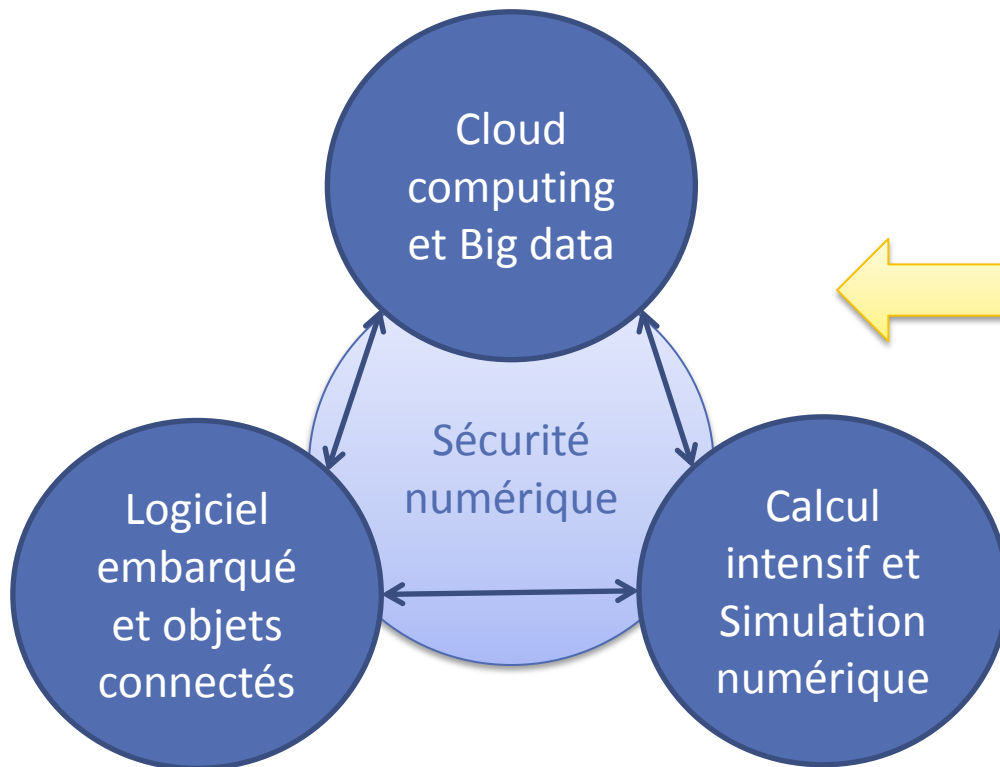 Cloud
computing
et Big data
Sécurité
numérique
Logiciel
embarqué
et objets
connectés
Calcul
intensif et
Simulation
numérique